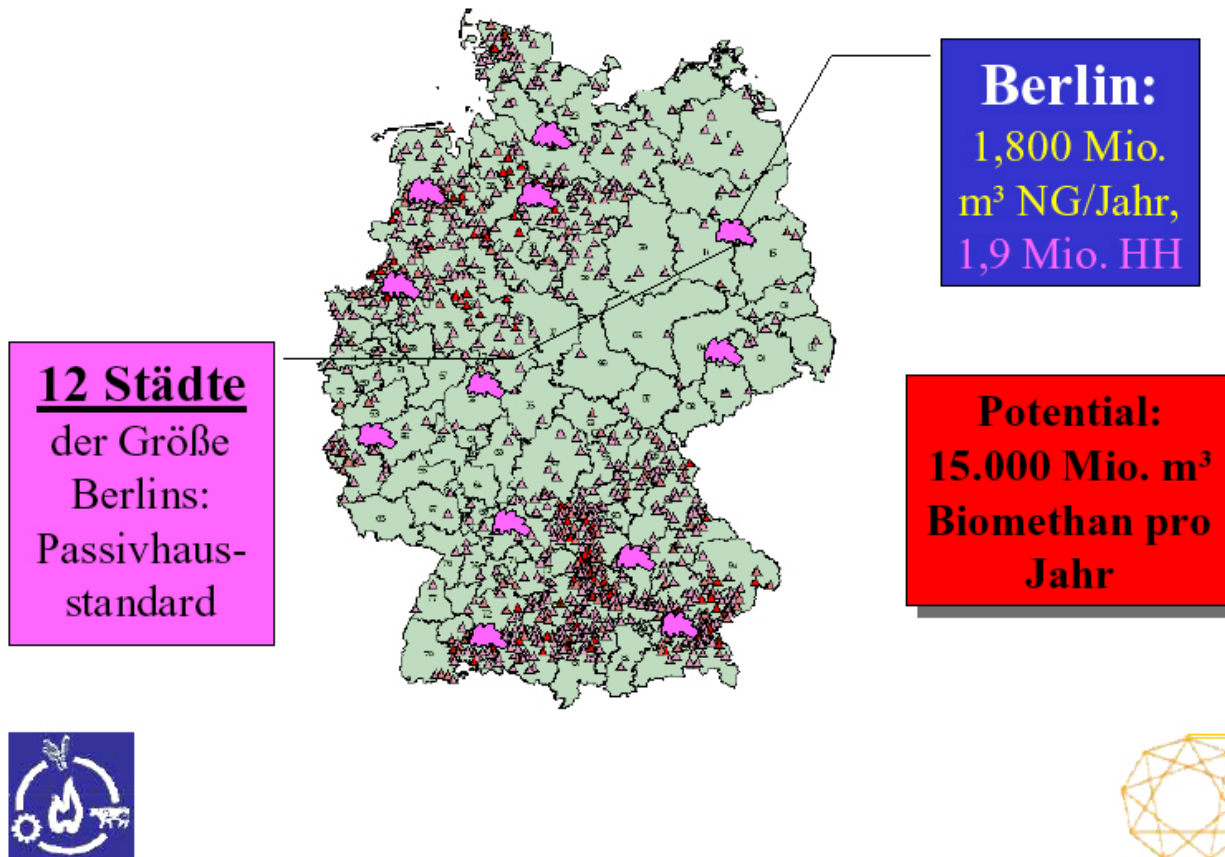 Berlin:
1,800 Mio.
m³ NG/Jahr,
1,9 Mio. HH
12 Städte
der Größe
Berlins:
Passivhaus-
standard
Potential:
15.000 Mio. m³
Biomethan pro
Jahr